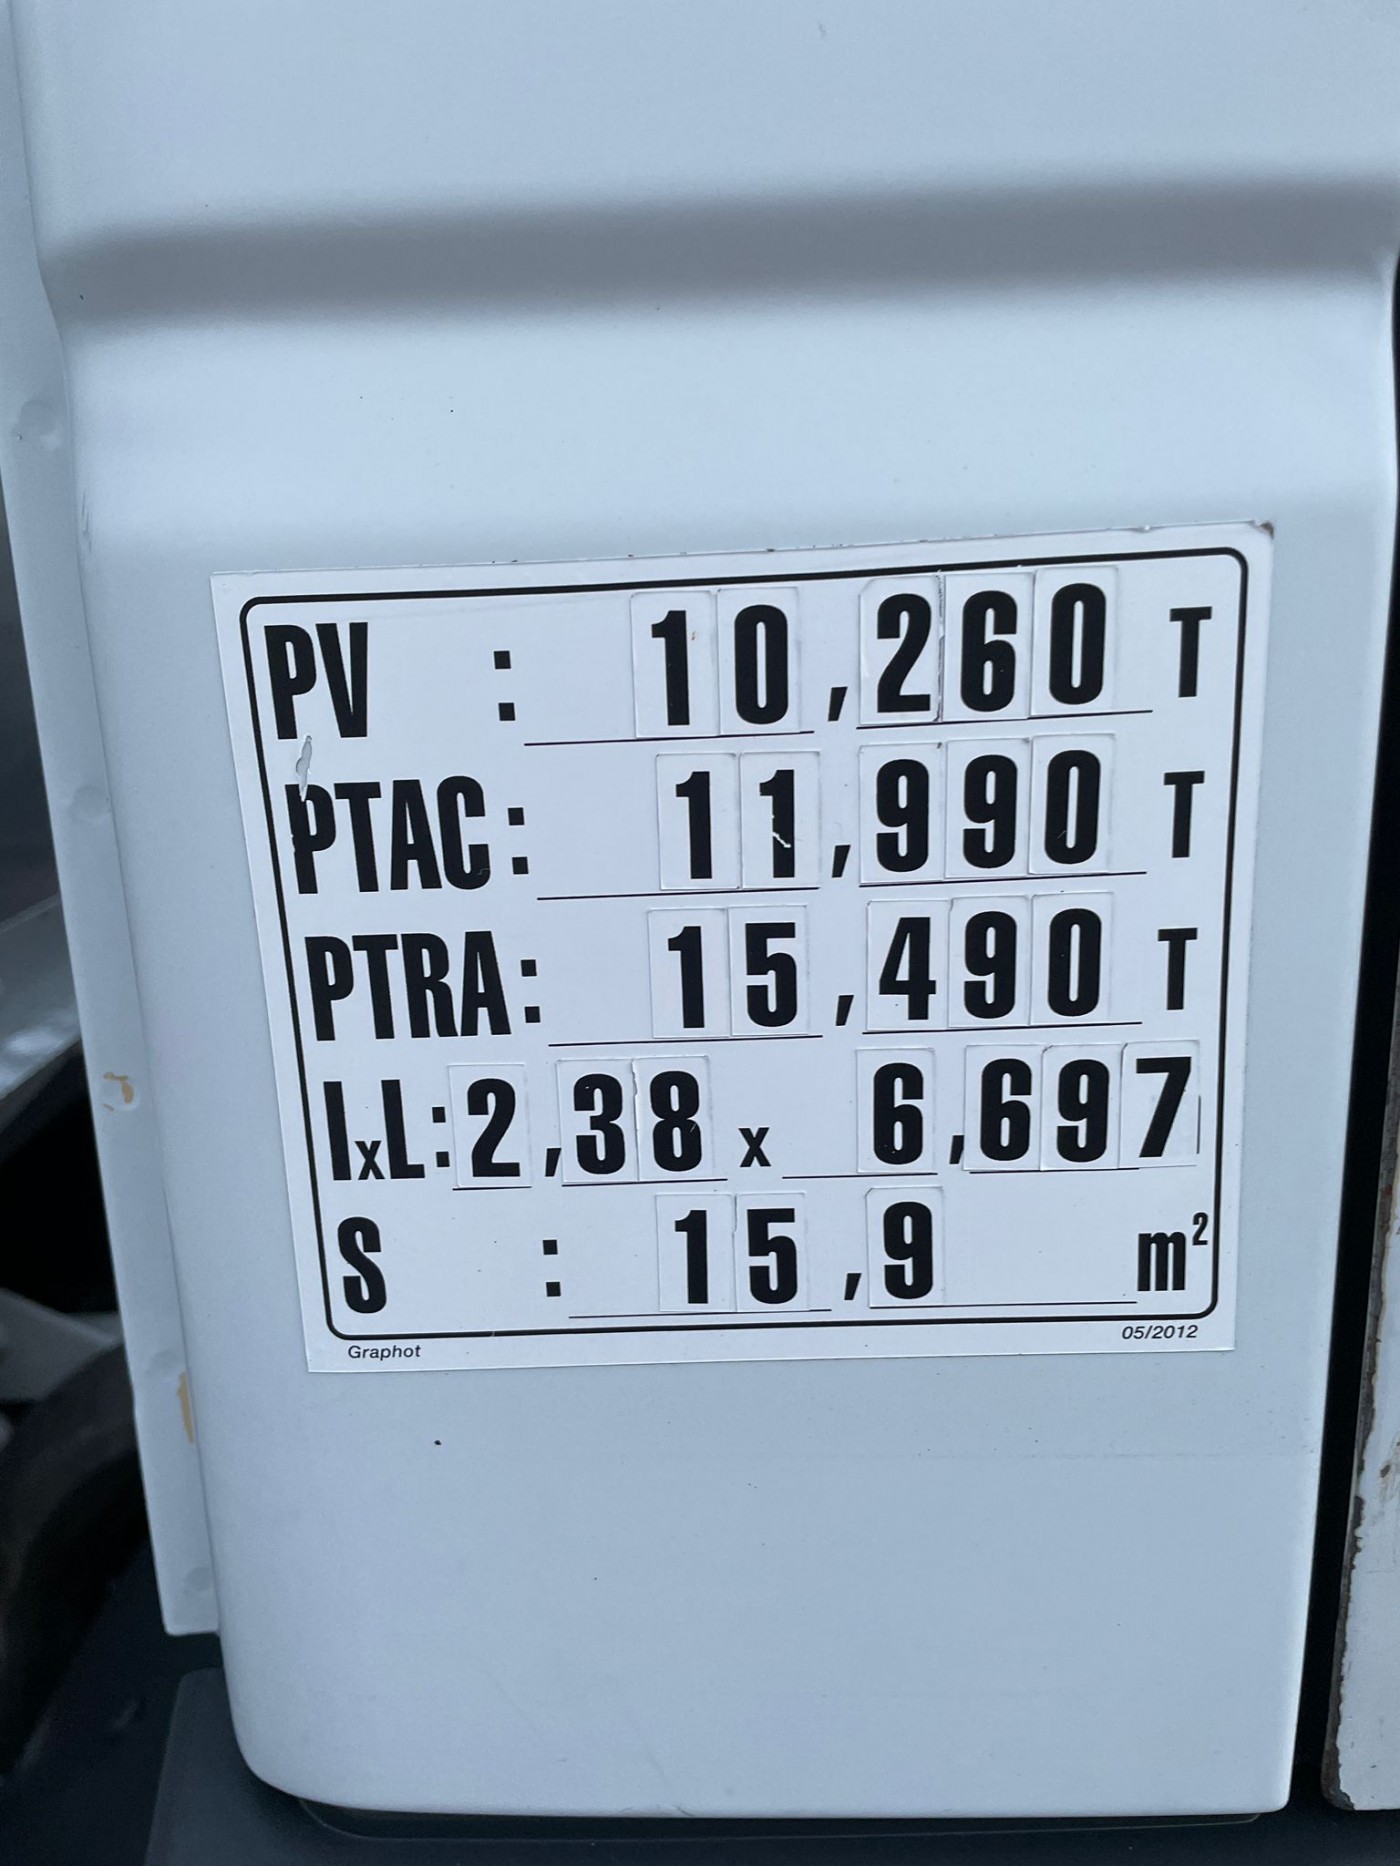 PV : 10,260 T
PTAC: 11,990 T
PTRA: 15,490 T
lxL: 2,38 x 6,697
S : 15,9 m²
Graphot 05/2012